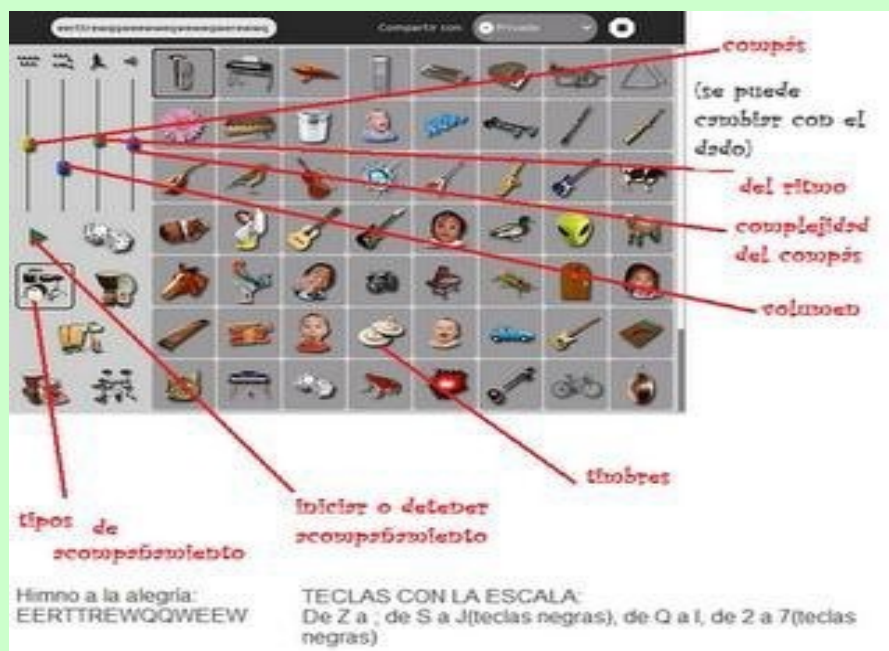 Compartir con: Privado
compás
(se puede
cambiar con el
dado)
del ritmo
complejidad
del compás
volumen
timbres
iniciar o detener
acompañamiento
tipos de
acompañamiento
Himno a la alegría:
EERTTREWQQWEEW
TECLAS CON LA ESCALA:
De Z a ; de S a J(teclas negras), de Q a I, de 2 a 7(teclas
negras)